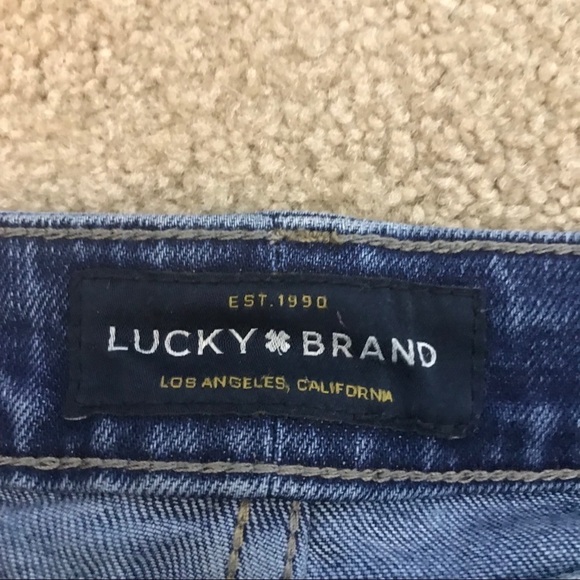 EST.1990
LUCKY BRAND
LOS ANGELES, CALIFORNIA